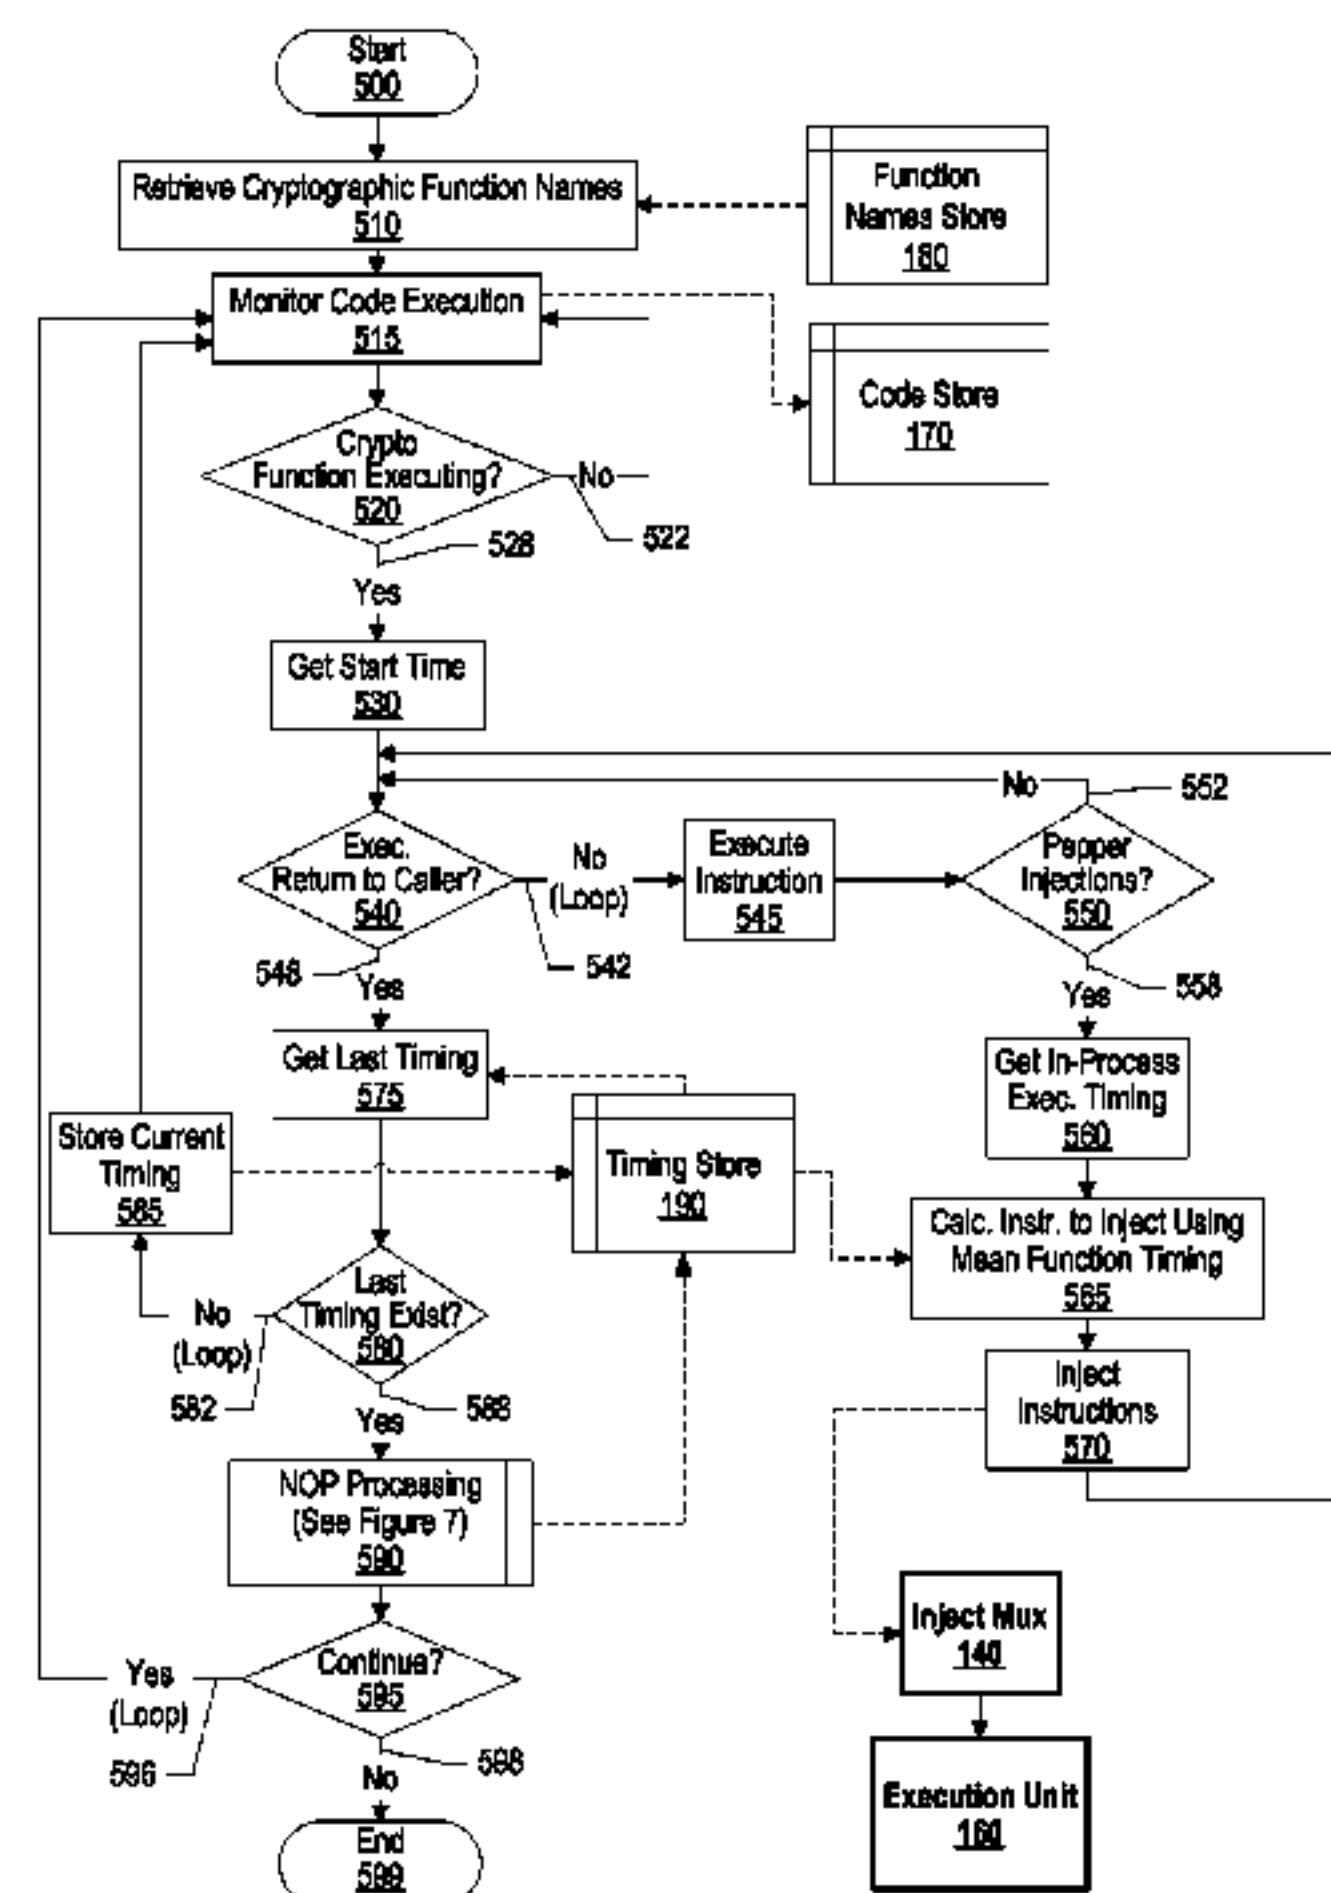 Start
500
Retrieve Cryptographic Function Names
510
Function
Names Store
180
Monitor Code Execution
515
Code Store
170
Crypto
Function Executing?
520
No
522
528
Yes
Get Start Time
530
No
552
Exec.
Return to Caller?
540
No
(Loop)
542
Execute
Instruction
545
Pepper
Injections?
550
548
Yes
558
Yes
Get Last Timing
575
Get In-Process
Exec. Timing
560
Store Current
Timing
585
Timing Store
190
Calc. Instr. to Inject Using
Mean Function Timing
565
Last
Timing Exist?
580
No
(Loop)
582
588
Yes
Inject
Instructions
570
NOP Processing
(See Figure 7)
590
Inject Mux
140
Continue?
595
Yes
(Loop)
596
598
No
Execution Unit
160
End
599